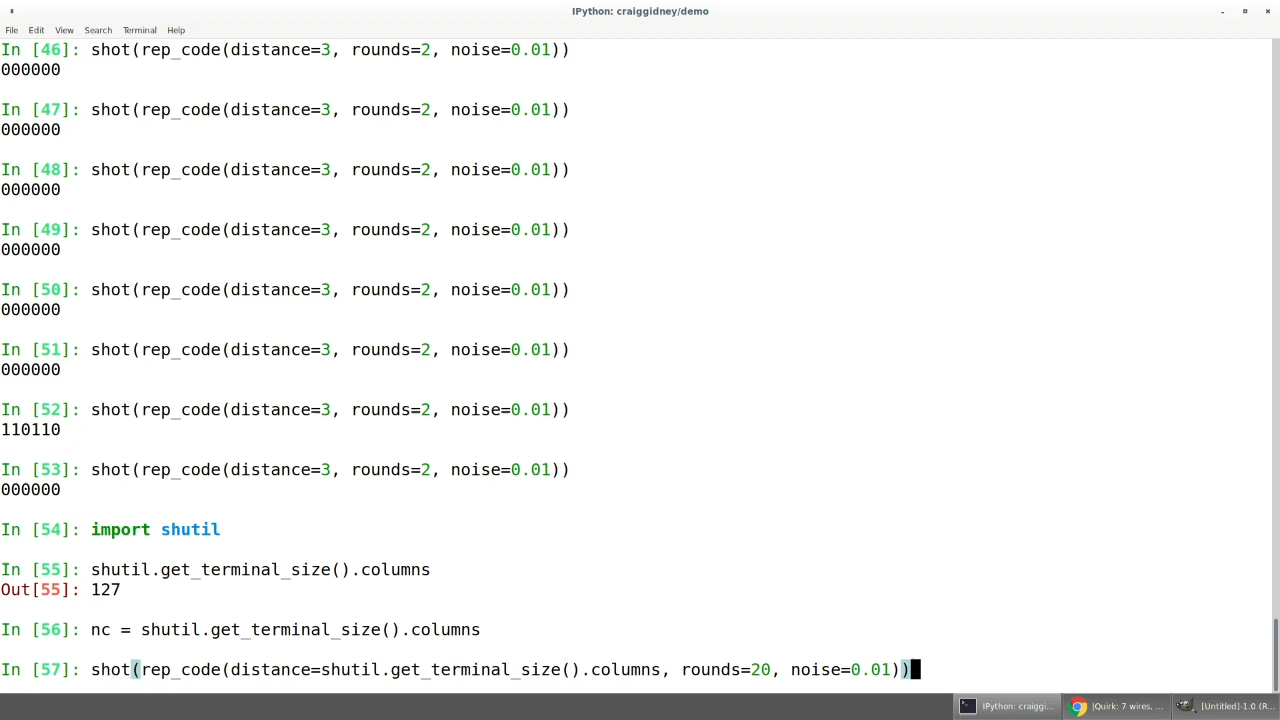 IPython: craiggidney/demo
File Edit View Search Terminal Help
In [46]: shot(rep_code(distance=3, rounds=2, noise=0.01))
000000
In [47]: shot(rep_code(distance=3, rounds=2, noise=0.01))
000000
In [48]: shot(rep_code(distance=3, rounds=2, noise=0.01))
000000
In [49]: shot(rep_code(distance=3, rounds=2, noise=0.01))
000000
In [50]: shot(rep_code(distance=3, rounds=2, noise=0.01))
000000
In [51]: shot(rep_code(distance=3, rounds=2, noise=0.01))
000000
In [52]: shot(rep_code(distance=3, rounds=2, noise=0.01))
110110
In [53]: shot(rep_code(distance=3, rounds=2, noise=0.01))
000000
In [54]: import shutil
In [55]: shutil.get_terminal_size().columns
Out[55]: 127
In [56]: nc = shutil.get_terminal_size().columns
In [57]: shot(rep_code(distance=shutil.get_terminal_size().columns, rounds=20, noise=0.01))
IPython: craiggi... |Quirk: 7 wires, ... [Untitled]-1.0 (R...